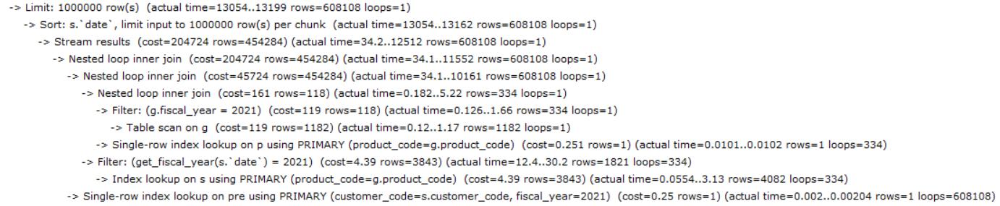 -> Limit: 1000000 row(s) (actual time=13054..13199 rows=608108 loops=1)
-> Sort: s.`date`, limit input to 1000000 row(s) per chunk (actual time=13054..13162 rows=608108 loops=1)
-> Stream results (cost=204724 rows=454284) (actual time=34.2..12512 rows=608108 loops=1)
-> Nested loop inner join (cost=204724 rows=454284) (actual time=34.1..11552 rows=608108 loops=1)
-> Nested loop inner join (cost=45724 rows=454284) (actual time=34.1..10161 rows=608108 loops=1)
-> Nested loop inner join (cost=161 rows=118) (actual time=0.182..5.22 rows=334 loops=1)
-> Filter: (g.fiscal_year = 2021) (cost=119 rows=118) (actual time=0.126..1.66 rows=334 loops=1)
-> Table scan on g (cost=119 rows=1182) (actual time=0.12..1.17 rows=1182 loops=1)
-> Single-row index lookup on p using PRIMARY (product_code=g.product_code) (cost=0.251 rows=1) (actual time=0.0101..0.0102 rows=1 loops=334)
-> Filter: (get_fiscal_year(s.`date`) = 2021) (cost=4.39 rows=3843) (actual time=12.4..30.2 rows=1821 loops=334)
-> Index lookup on s using PRIMARY (product_code=g.product_code) (cost=4.39 rows=3843) (actual time=0.0554..3.13 rows=4082 loops=334)
-> Single-row index lookup on pre using PRIMARY (customer_code=s.customer_code, fiscal_year=2021) (cost=0.25 rows=1) (actual time=0.002..0.00204 rows=1 loops=608108)